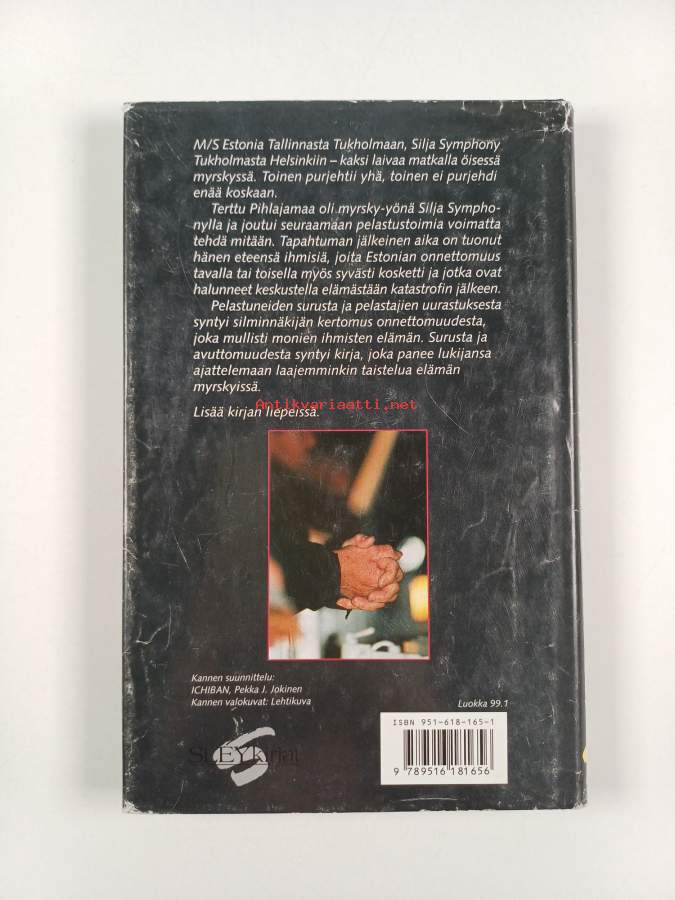 M/S Estonia Tallinnasta Tukholmaan, Silja Symphony
Tukholmasta Helsinkiin – kaksi laivaa matkalla öisessä
myrskyssä. Toinen purjehtii yhä, toinen ei purjehdi
enää koskaan.
Terttu Pihlajamaa oli myrsky-yönä Silja Sympho-
nylla ja joutui seuraamaan pelastustoimia voimatta
tehdä mitään. Tapahtuman jälkeinen aika on tuonut
hänen eteensä ihmisiä, joita Estonian onnettomuus
tavalla tai toisella myös syvästi kosketti ja jotka ovat
halunneet keskustella elämästään katastrofin jälkeen.
Pelastuneiden surusta ja pelastajien uurastuksesta
syntyi silminnäkijän kertomus onnettomuudesta,
joka mullisti monien ihmisten elämän. Surusta ja
avuttomuudesta syntyi kirja, joka panee lukijansa
ajattelemaan laajemminkin taistelua elämän
myrskyissä.
Antikvariaatti.net
Lisää kirjan liepeissä.
Kannen suunnittelu:
ICHIBAN, Pekka J. Jokinen
Kannen valokuvat: Lehtikuva
Luokka 99.1
SLEY-kirjat
ISBN 951-618-165-1
9 789516 181656